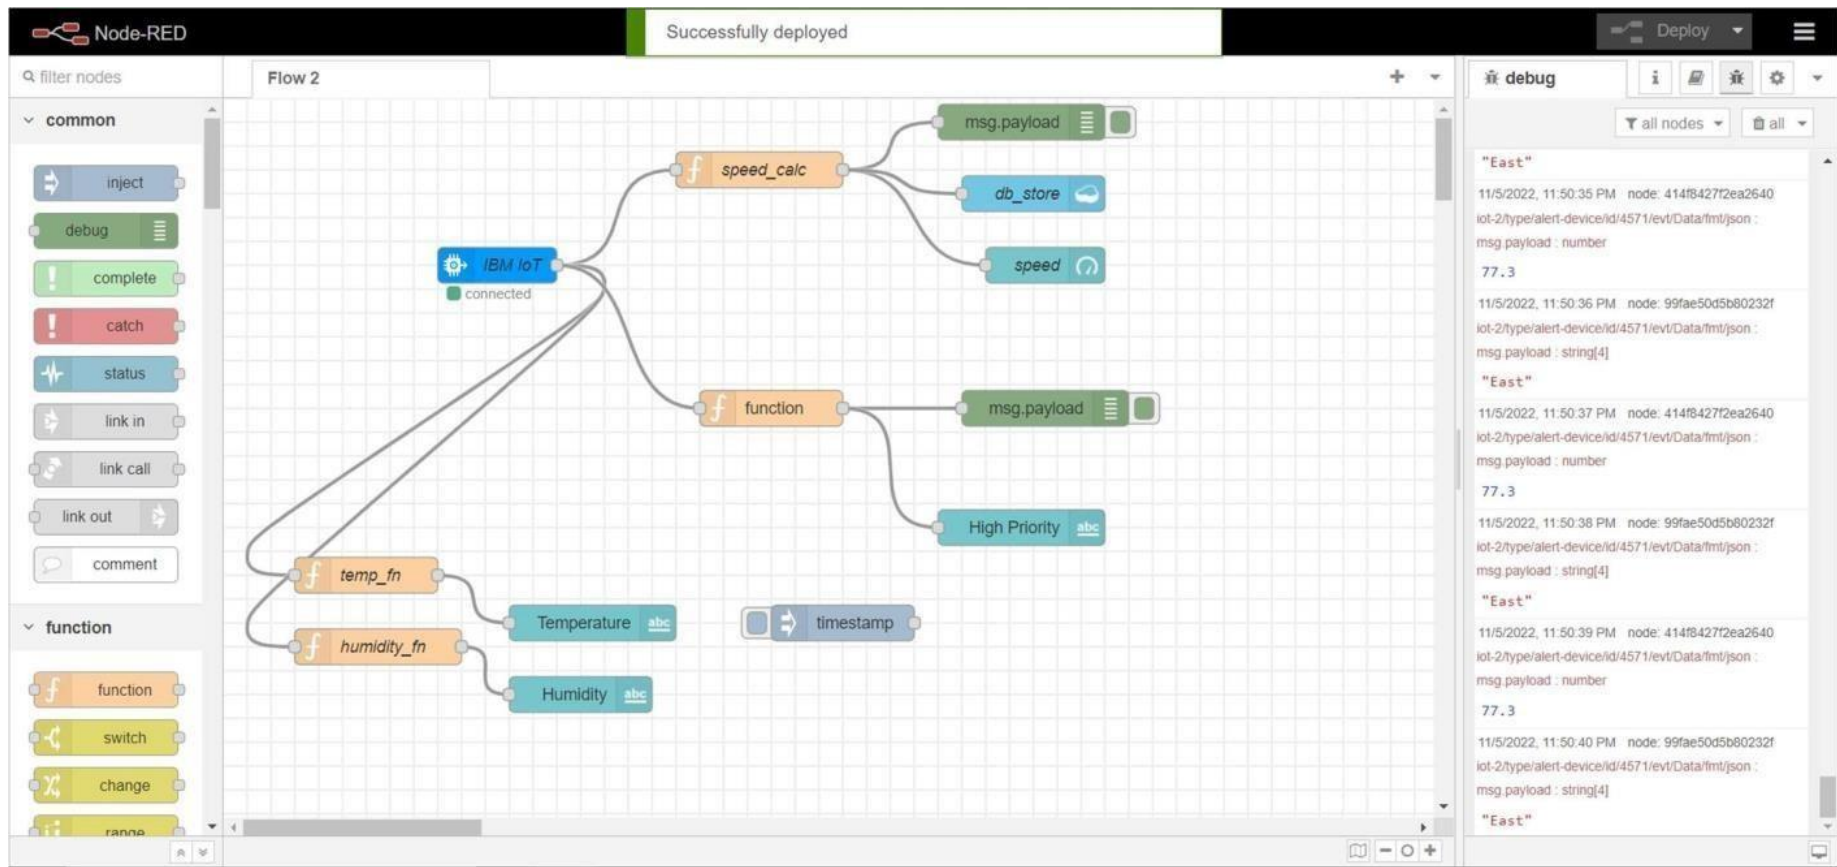 Node-RED
Successfully deployed
Deploy
filter nodes
Flow 2
debug
i
common
all nodes
all
inject
debug
complete
catch
status
link in
link call
link out
comment
function
function
switch
change
range
msg.payload
speed_calc
db_store
IBM IoT
connected
speed
function
msg.payload
High Priority
abc
temp_fn
Temperature
abc
timestamp
humidity_fn
Humidity
abc
"East"
11/5/2022, 11:50:35 PM node: 414f8427f2ea2640
iot-2/type/alert-device/id/4571/evt/Data/fmt/json :
msg.payload : number
77.3
11/5/2022, 11:50:36 PM node: 99fae50d5b80232f
iot-2/type/alert-device/id/4571/evt/Data/fmt/json :
msg.payload : string[4]
"East"
11/5/2022, 11:50:37 PM node: 414f8427f2ea2640
iot-2/type/alert-device/id/4571/evt/Data/fmt/json :
msg.payload : number
77.3
11/5/2022, 11:50:38 PM node: 99fae50d5b80232f
iot-2/type/alert-device/id/4571/evt/Data/fmt/json :
msg.payload : string[4]
"East"
11/5/2022, 11:50:39 PM node: 414f8427f2ea2640
iot-2/type/alert-device/id/4571/evt/Data/fmt/json :
msg.payload : number
77.3
11/5/2022, 11:50:40 PM node: 99fae50d5b80232f
iot-2/type/alert-device/id/4571/evt/Data/fmt/json :
msg.payload : string[4]
"East"